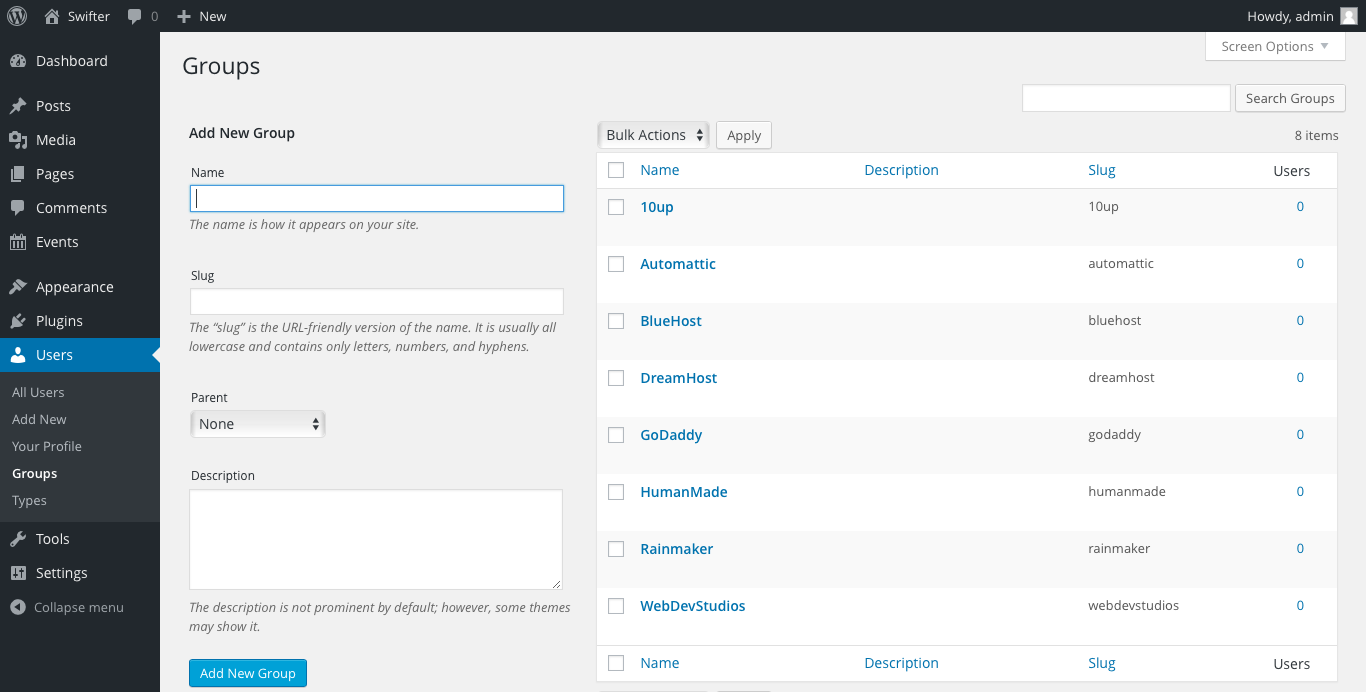 Swifter 0 New Howdy, admin
Screen Options
Dashboard
Posts
Media
Pages
Comments
Events
Appearance
Plugins
Users
All Users
Add New
Your Profile
Groups
Types
Tools
Settings
Collapse menu
Groups
Search Groups
Add New Group
Name
The name is how it appears on your site.
Slug
The “slug” is the URL-friendly version of the name. It is usually all
lowercase and contains only letters, numbers, and hyphens.
Parent
None
Description
The description is not prominent by default; however, some themes
may show it.
Add New Group
Bulk Actions Apply 8 items
Name Description Slug Users
10up 10up 0
Automattic automattic 0
BlueHost bluehost 0
DreamHost dreamhost 0
GoDaddy godaddy 0
HumanMade humanmade 0
Rainmaker rainmaker 0
WebDevStudios webdevstudios 0
Name Description Slug Users